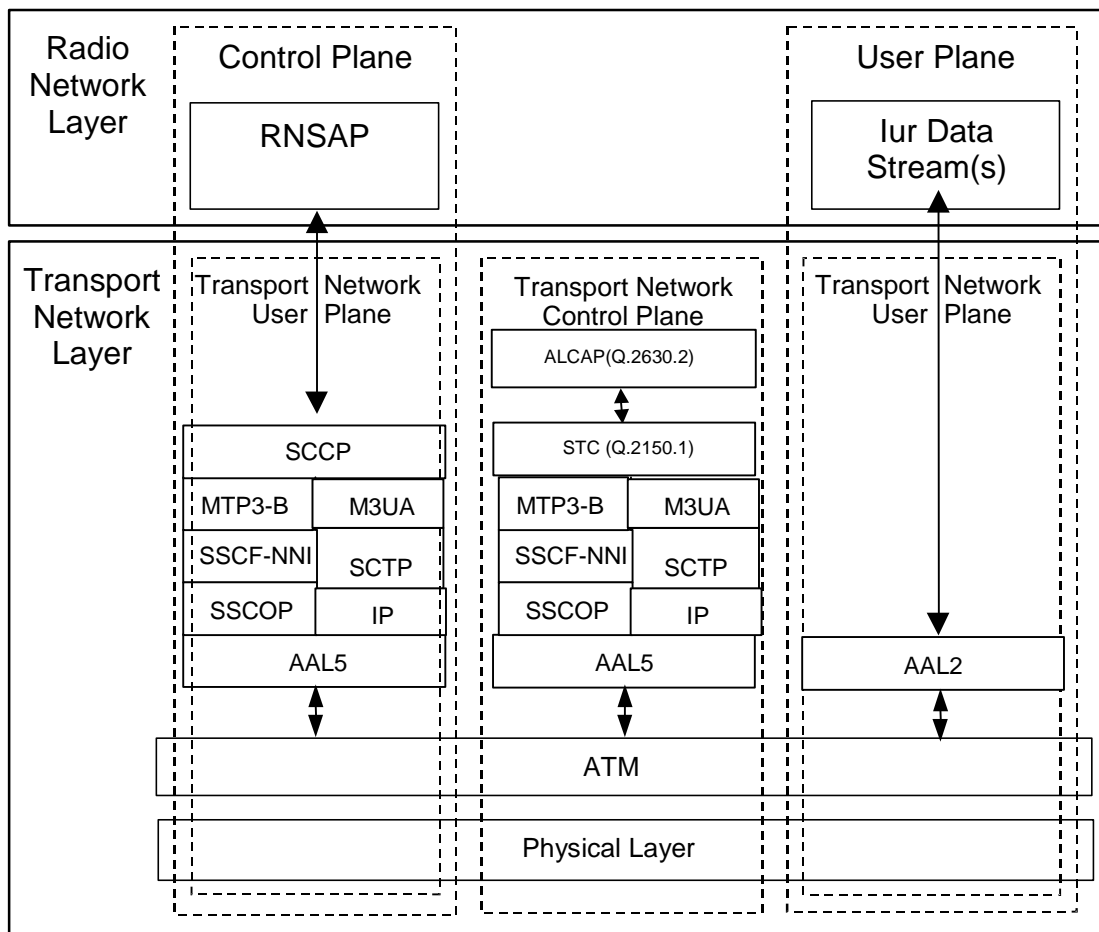 Radio
Network
Layer
Control Plane
User Plane
RNSAP
Iur Data
Stream(s)
Transport
Network
Layer
Transport Network
User Plane
Transport Network
Control Plane
Transport Network
User Plane
ALCAP(Q.2630.2)
SCCP
STC (Q.2150.1)
MTP3-B
M3UA
MTP3-B
M3UA
SSCF-NNI
SCTP
SSCF-NNI
SCTP
SSCOP
IP
SSCOP
IP
AAL5
AAL5
AAL2
ATM
Physical Layer